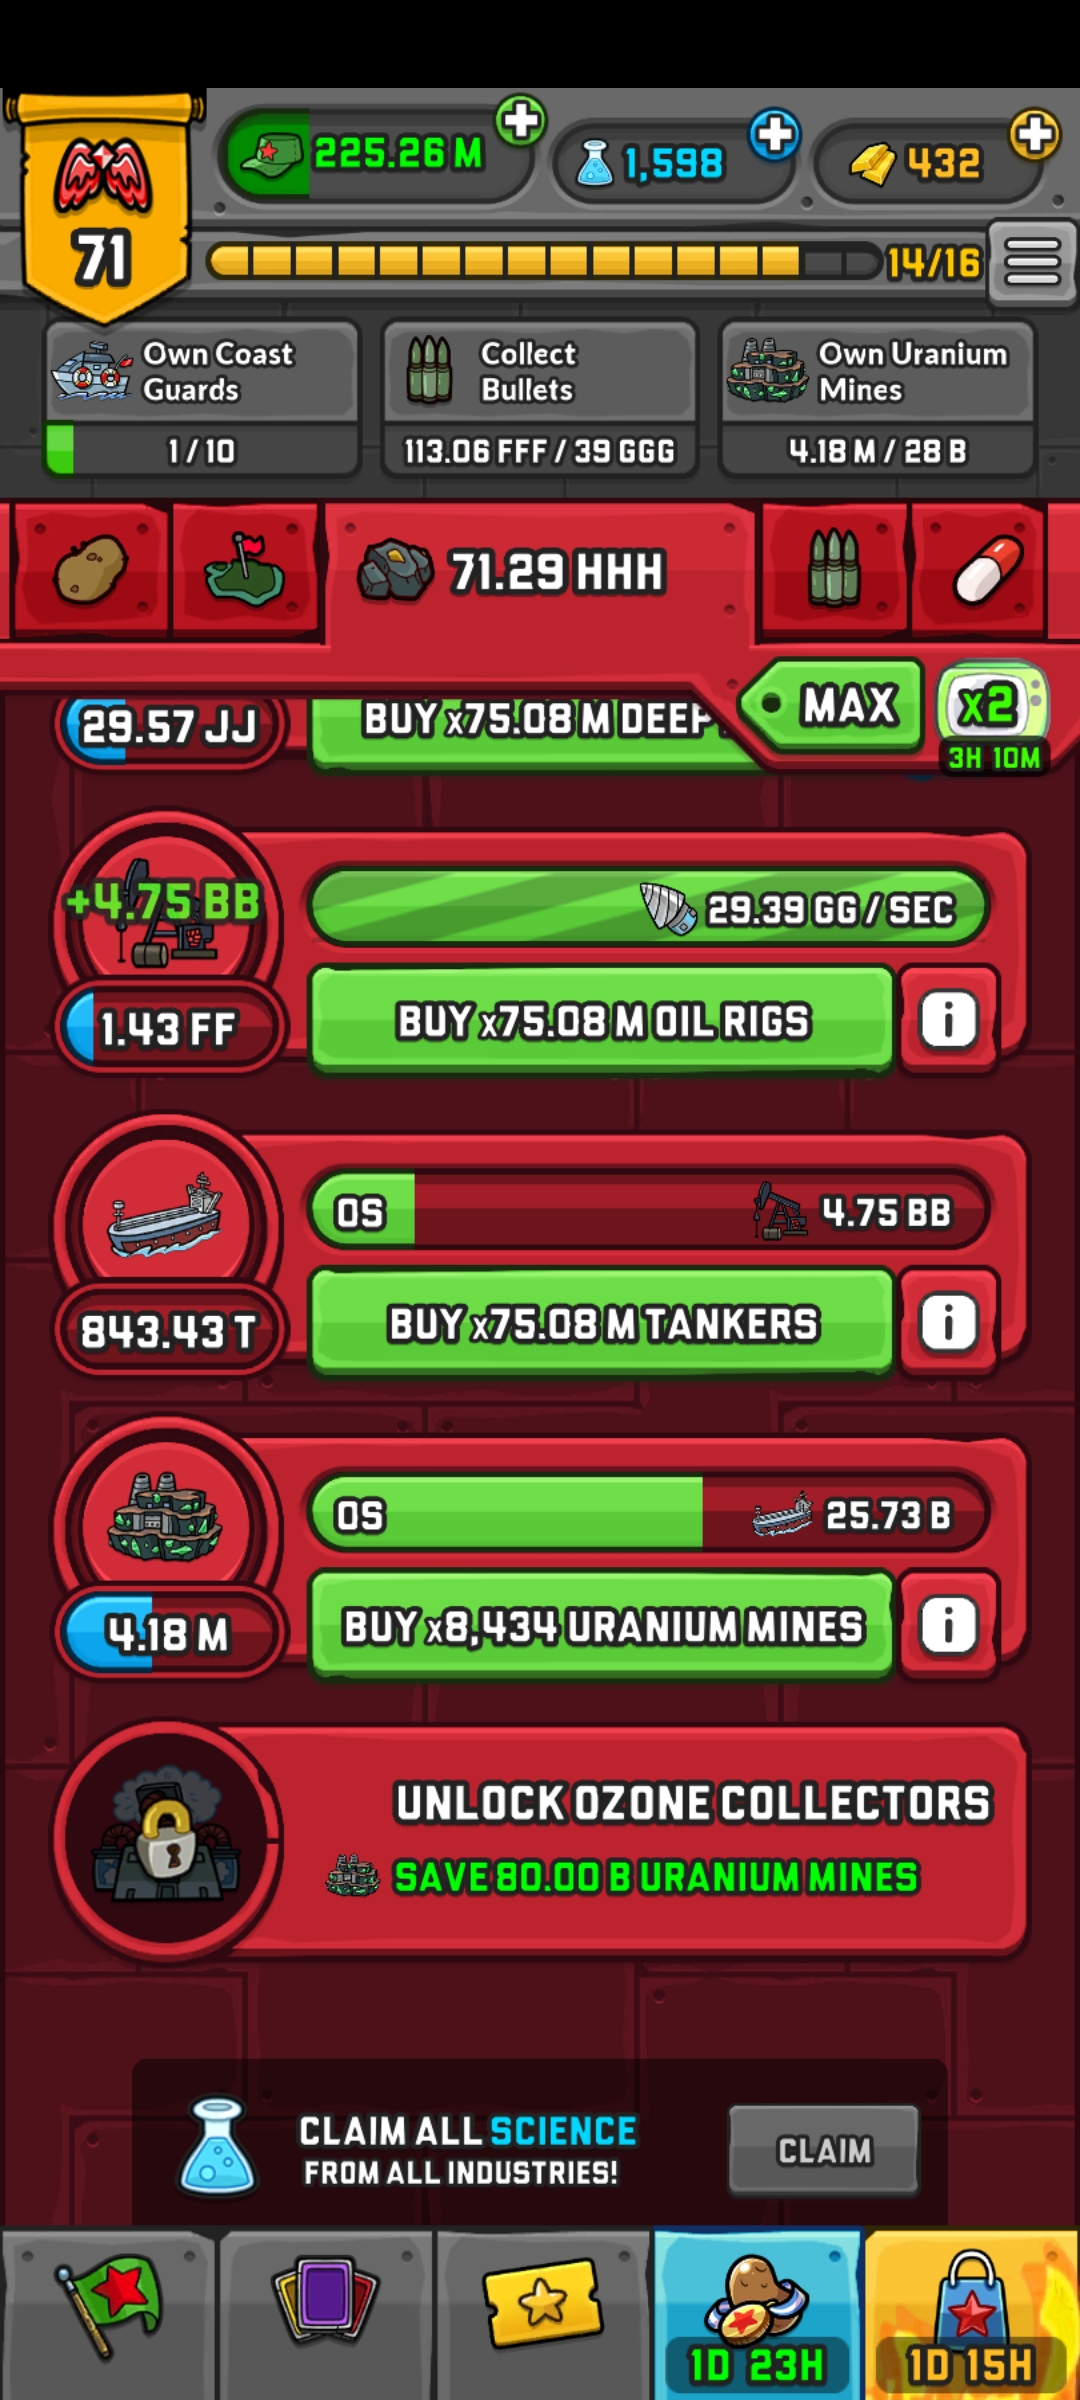 225.26 M
1,598
432
71
14/16
Own Coast
Guards
1 / 10
Collect
Bullets
113.06 FFF / 39 GGG
Own Uranium
Mines
4.18 M / 28 B
71.29 HHH
MAX
x2
3H 10M
29.57 JJ
BUY x75.08 M DEEP
+4.75 BB
29.39 GG / SEC
1.43 FF
BUY x75.08 M OIL RIGS
i
0S
4.75 BB
843.43 T
BUY x75.08 M TANKERS
i
0S
25.73 B
4.18 M
BUY x8,434 URANIUM MINES
i
UNLOCK OZONE COLLECTORS
SAVE 80.00 B URANIUM MINES
CLAIM ALL SCIENCE
FROM ALL INDUSTRIES!
CLAIM
1D 23H
1D 15H